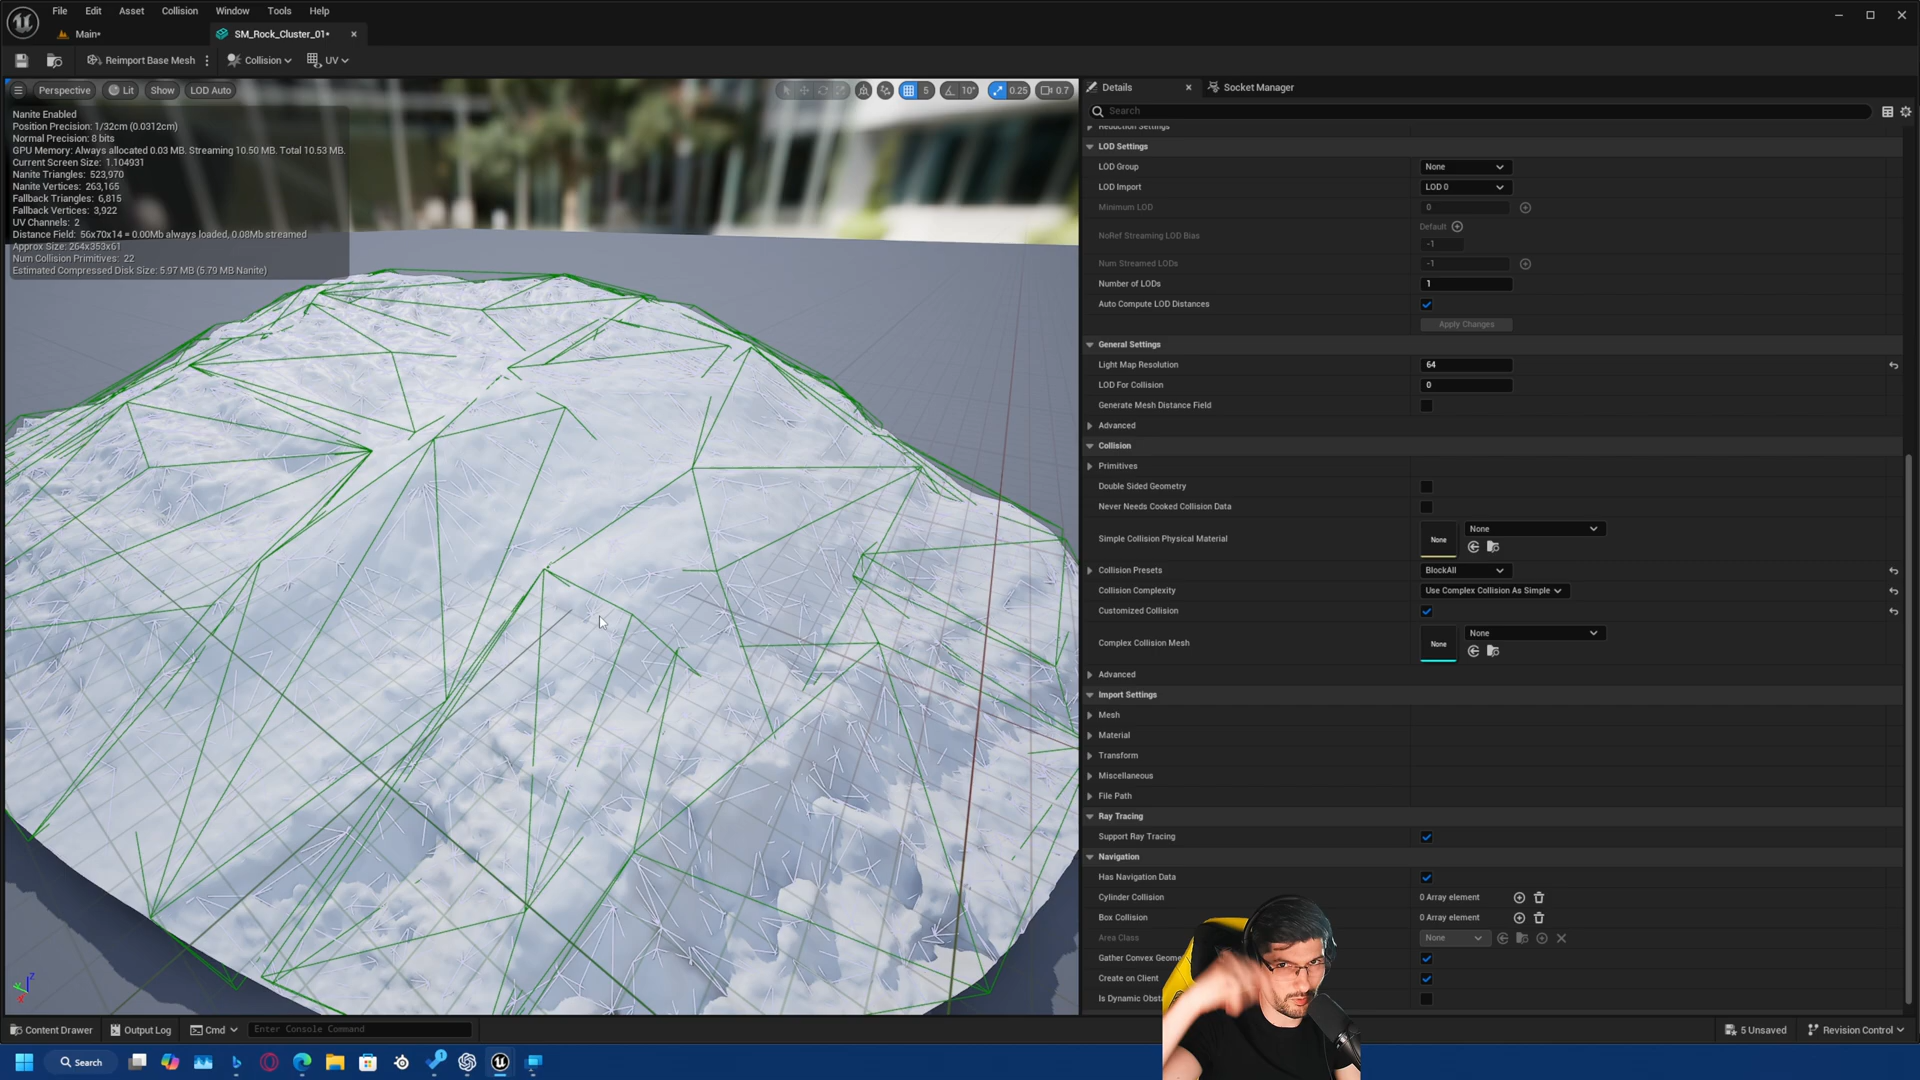 File Edit Asset Collision Window Tools Help
Main* SM_Rock_Cluster_01*
Reimport Base Mesh Collision UV
Perspective Lit Show LOD Auto 5 10° 0.25 0.7
Nanite Enabled
Position Precision: 1/32cm (0.0312cm)
Normal Precision: 8 bits
GPU Memory: Always allocated 0.03 MB. Streaming 10.50 MB. Total 10.53 MB.
Current Screen Size: 1.104931
Nanite Triangles: 523,970
Nanite Vertices: 263,165
Fallback Triangles: 6,815
Fallback Vertices: 3,922
UV Channels: 2
Distance Field: 56x70x14 = 0.00Mb always loaded, 0.08Mb streamed
Approx Size: 264x353x61
Num Collision Primitives: 22
Estimated Compressed Disk Size: 5.97 MB (5.79 MB Nanite)
Details Socket Manager
Search
Reduction Settings
LOD Settings
LOD Group None
LOD Import LOD 0
Minimum LOD 0
NoRef Streaming LOD Bias Default
-1
Num Streamed LODs -1
Number of LODs 1
Auto Compute LOD Distances
Apply Changes
General Settings
Light Map Resolution 64
LOD For Collision 0
Generate Mesh Distance Field
Advanced
Collision
Primitives
Double Sided Geometry
Never Needs Cooked Collision Data
Simple Collision Physical Material None None
Collision Presets BlockAll
Collision Complexity Use Complex Collision As Simple
Customized Collision
Complex Collision Mesh None None
Advanced
Import Settings
Mesh
Material
Transform
Miscellaneous
File Path
Ray Tracing
Support Ray Tracing
Navigation
Has Navigation Data
Cylinder Collision 0 Array element
Box Collision 0 Array element
Area Class None
Gather Convex Geome
Create on Client
Is Dynamic Obst
Content Drawer Output Log Cmd Enter Console Command 5 Unsaved Revision Control
Search